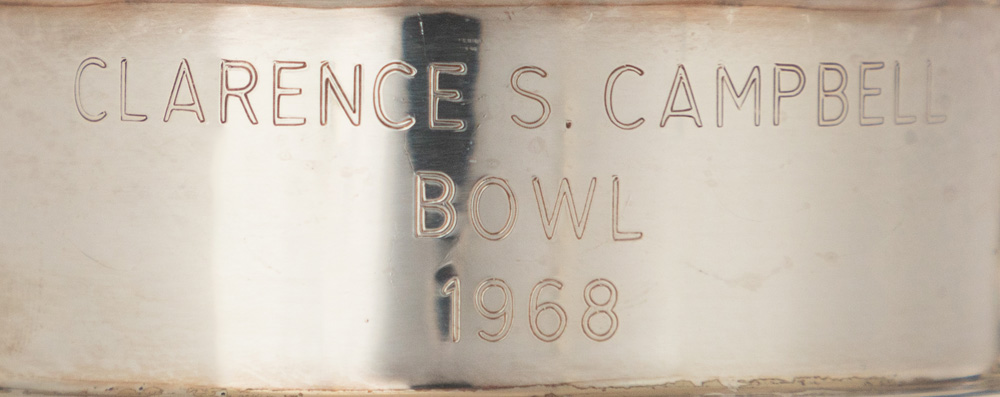 CLARENCE S. CAMPBELL
BOWL
1968